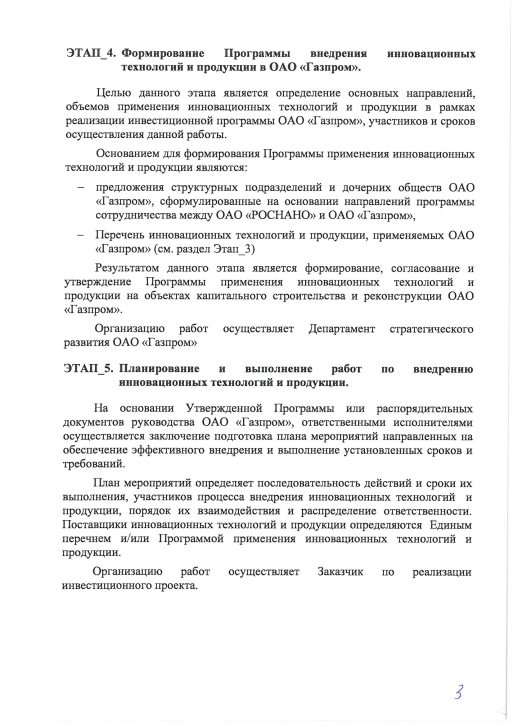 ЭТАП_4. Формирование Программы внедрения инновационных
технологий и продукции в ОАО «Газпром».
Целью данного этапа является определение основных направлений,
объемов применения инновационных технологий и продукции в рамках
реализации инвестиционной программы ОАО «Газпром», участников и сроков
осуществления данной работы.
Основанием для формирования Программы применения инновационных
технологий и продукции являются:
– предложения структурных подразделений и дочерних обществ ОАО
«Газпром», сформулированные на основании направлений программы
сотрудничества между ОАО «РОСНАНО» и ОАО «Газпром»,
– Перечень инновационных технологий и продукции, применяемых ОАО
«Газпром» (см. раздел Этап_3)
Результатом данного этапа является формирование, согласование и
утверждение Программы применения инновационных технологий и
продукции на объектах капитального строительства и реконструкции ОАО
«Газпром».
Организацию работ осуществляет Департамент стратегического
развития ОАО «Газпром»
ЭТАП_5. Планирование и выполнение работ по внедрению
инновационных технологий и продукции.
На основании Утвержденной Программы или распорядительных
документов руководства ОАО «Газпром», ответственными исполнителями
осуществляется заключение подготовка плана мероприятий направленных на
обеспечение эффективного внедрения и выполнение установленных сроков и
требований.
План мероприятий определяет последовательность действий и сроки их
выполнения, участников процесса внедрения инновационных технологий и
продукции, порядок их взаимодействия и распределение ответственности.
Поставщики инновационных технологий и продукции определяются Единым
перечнем и/или Программой применения инновационных технологий и
продукции.
Организацию работ осуществляет Заказчик по реализации
инвестиционного проекта.
3